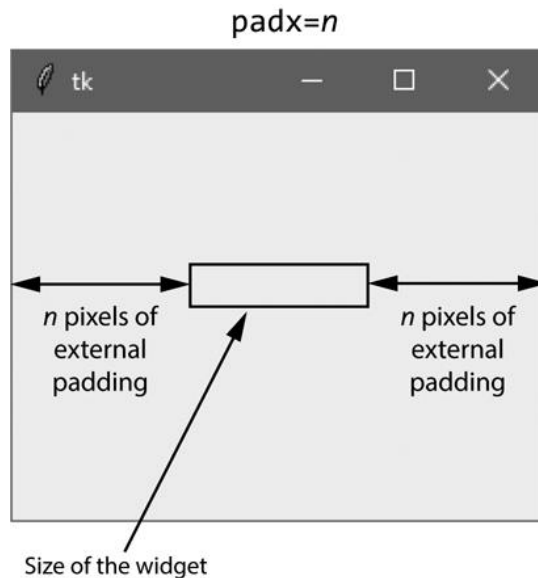 padx=n
tk
n pixels of
external
padding
n pixels of
external
padding
Size of the widget